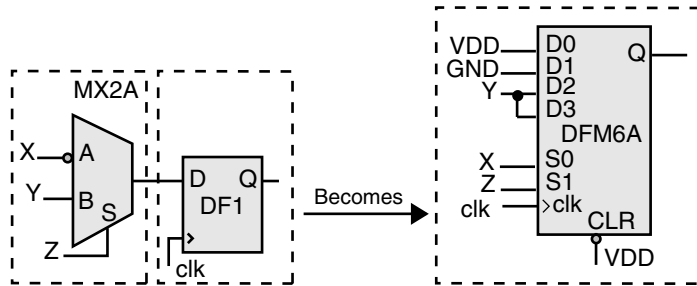 MX2A
X
A
Y
B
S
Z
D Q
DF1
clk
Becomes
VDD D0 Q
GND D1
Y D2
D3
DFM6A
X S0
Z S1
clk clk
CLR
VDD